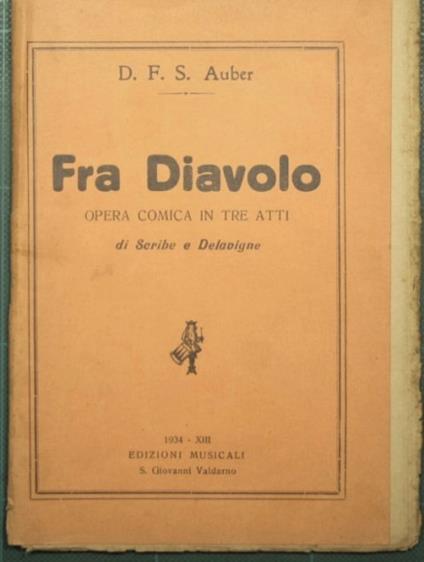 D. F. S. Auber
Fra Diavolo
OPERA COMICA IN TRE ATTI
di Scribe e Delavigne
1934 - XIII
EDIZIONI MUSICALI
S. Giovanni Valdarno